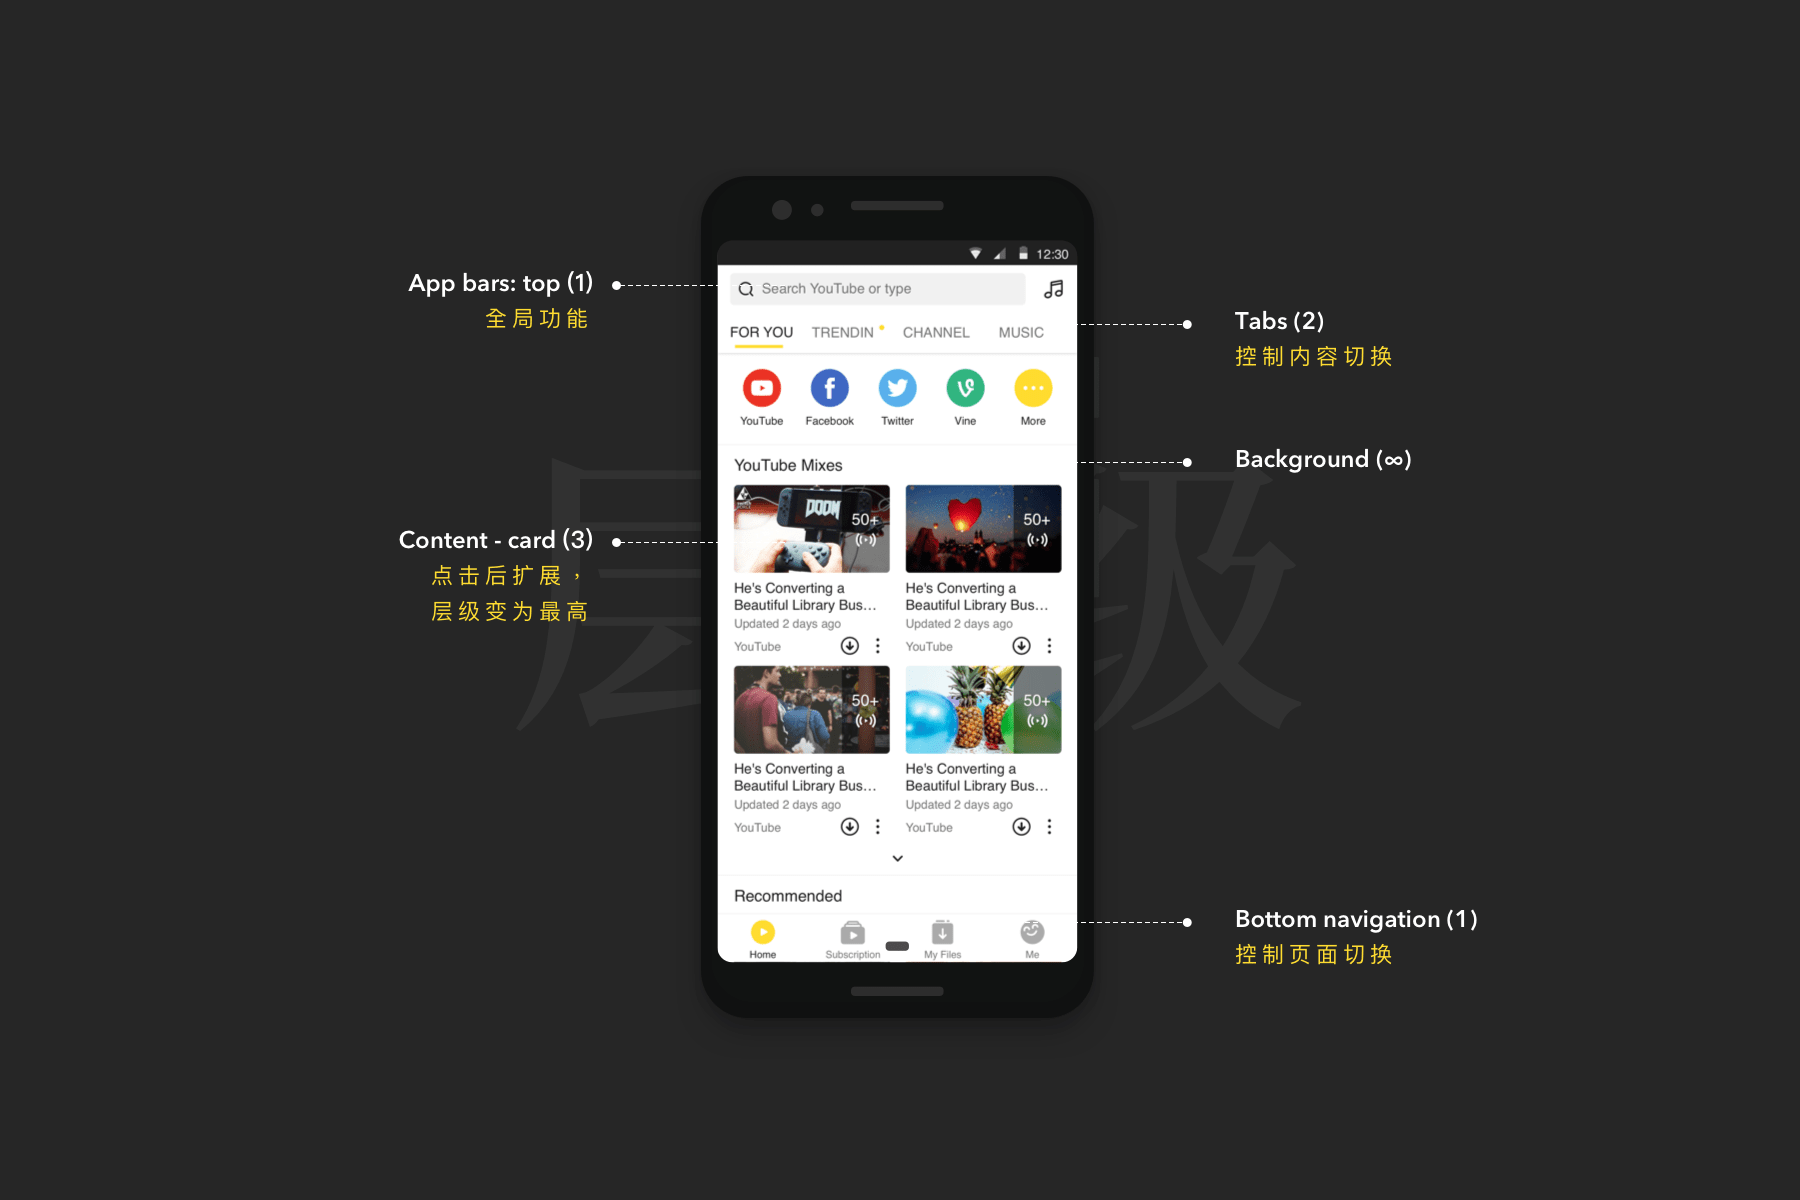 层级
App bars: top (1)
全局功能
Content - card (3)
点击后扩展，
层级变为最高
12:30
Search YouTube or type
FOR YOU TRENDIN CHANNEL MUSIC
YouTube Facebook Twitter Vine More
YouTube Mixes
DOOM
50+ 50+
He's Converting a
Beautiful Library Bus...
Updated 2 days ago
YouTube
He's Converting a
Beautiful Library Bus...
Updated 2 days ago
YouTube
50+ 50+
He's Converting a
Beautiful Library Bus...
Updated 2 days ago
YouTube
He's Converting a
Beautiful Library Bus...
Updated 2 days ago
YouTube
Recommended
Home Subscription My Files Me
Tabs (2)
控制内容切换
Background (∞)
Bottom navigation (1)
控制页面切换